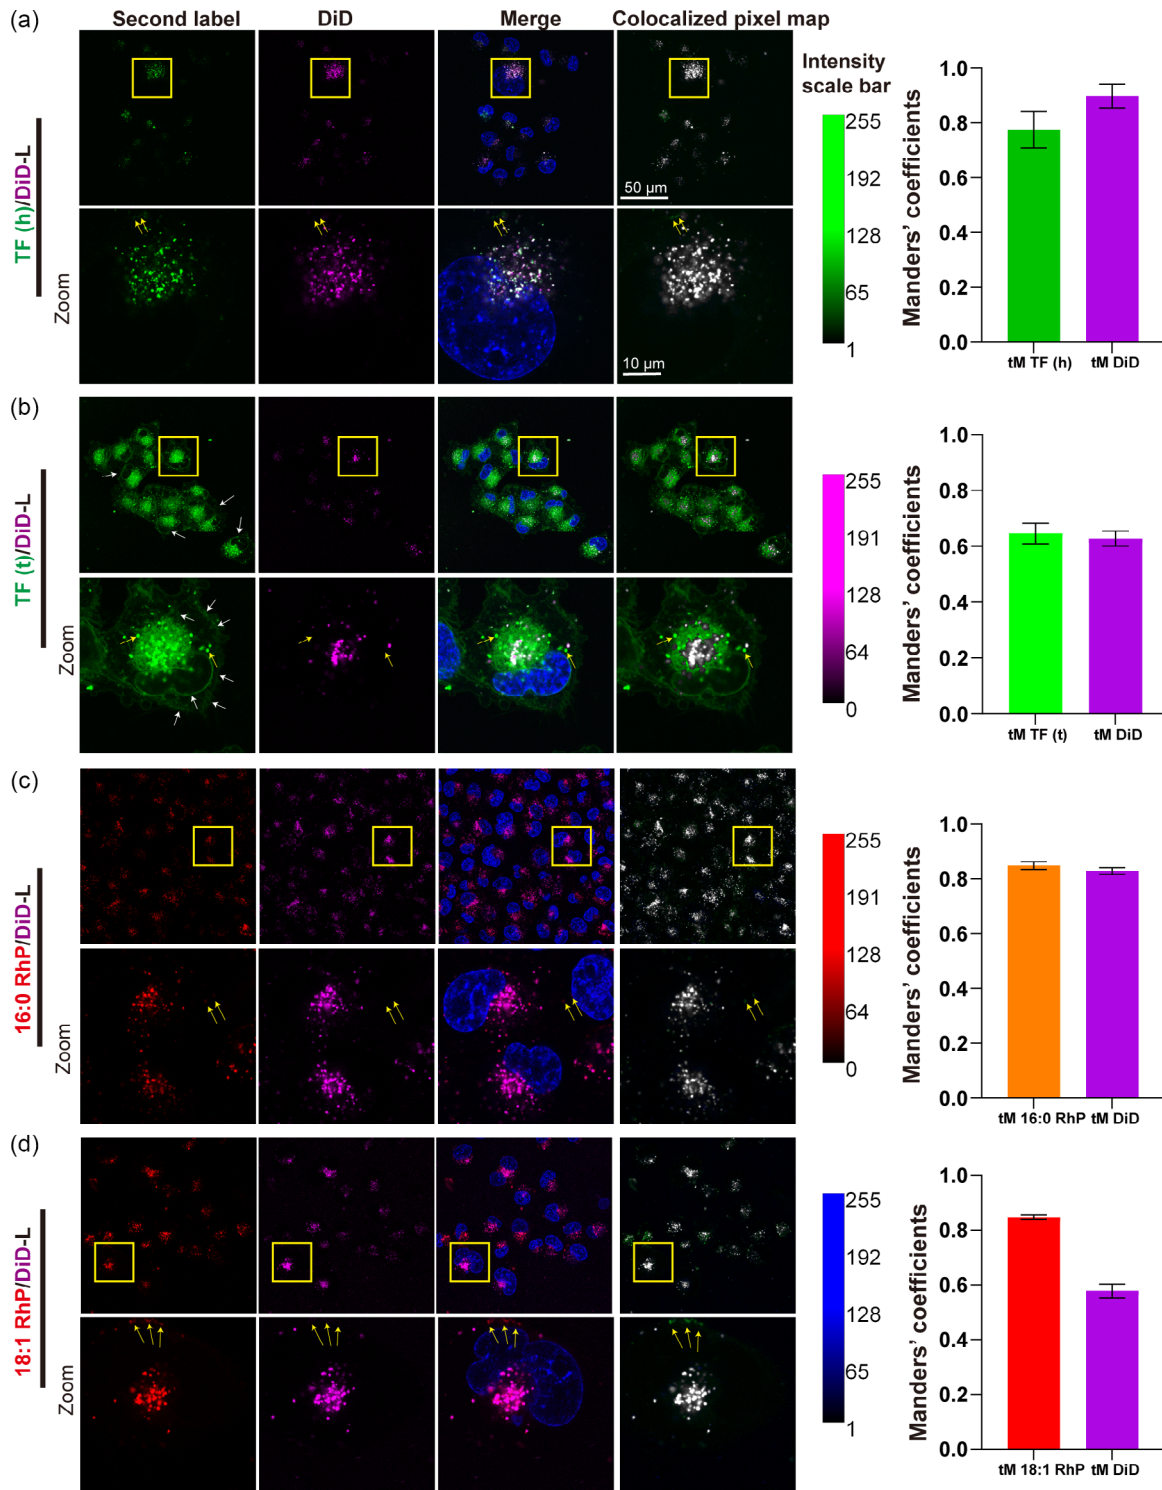 (a)
Second label
DiD
Merge
Colocalized pixel map
TF (h)/DiD-L
Zoom
50 µm
10 µm
Intensity
scale bar
255
192
128
65
1
Manders' coefficients
1.0
0.8
0.6
0.4
0.2
0.0
tM TF (h)
tM DiD
(b)
TF (t)/DiD-L
Zoom
255
191
128
64
0
Manders' coefficients
1.0
0.8
0.6
0.4
0.2
0.0
tM TF (t)
tM DiD
(c)
16:0 RhP/DiD-L
Zoom
255
191
128
64
0
Manders' coefficients
1.0
0.8
0.6
0.4
0.2
0.0
tM 16:0 RhP
tM DiD
(d)
18:1 RhP/DiD-L
Zoom
255
192
128
65
1
Manders' coefficients
1.0
0.8
0.6
0.4
0.2
0.0
tM 18:1 RhP
tM DiD